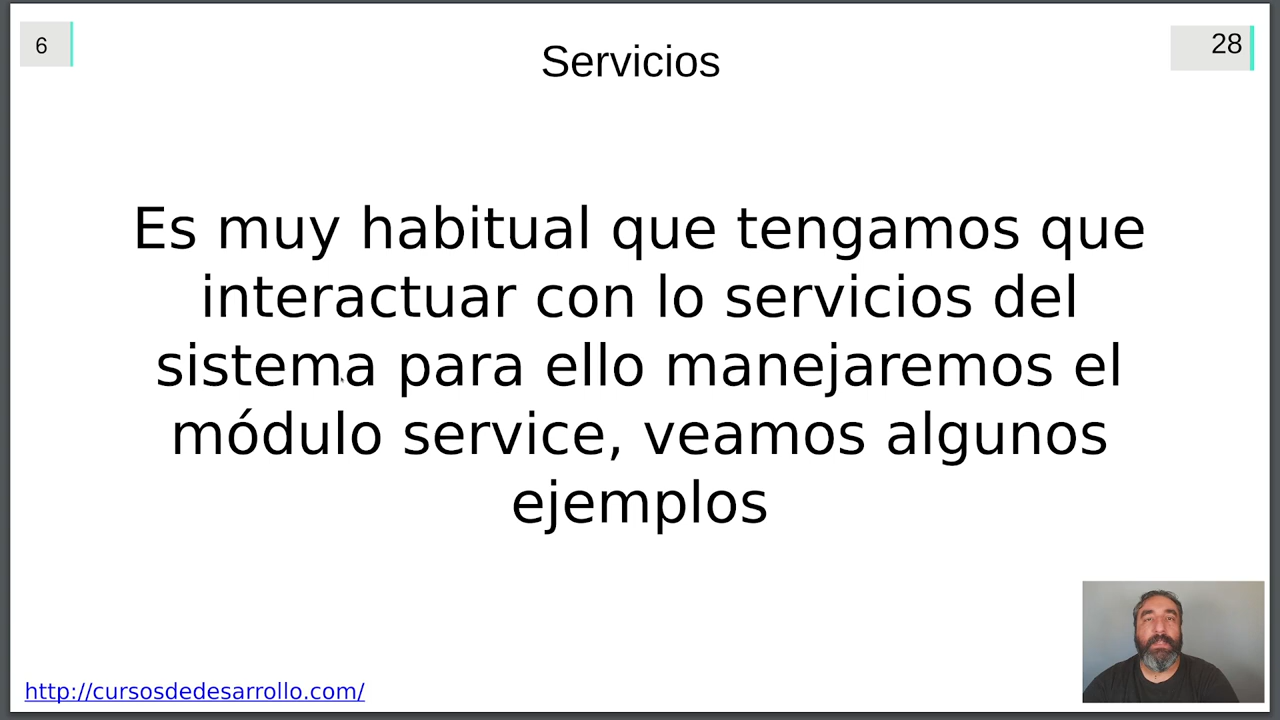 6
Servicios
28
Es muy habitual que tengamos que
interactuar con lo servicios del
sistema para ello manejaremos el
módulo service, veamos algunos
ejemplos
http://cursosdedesarrollo.com/